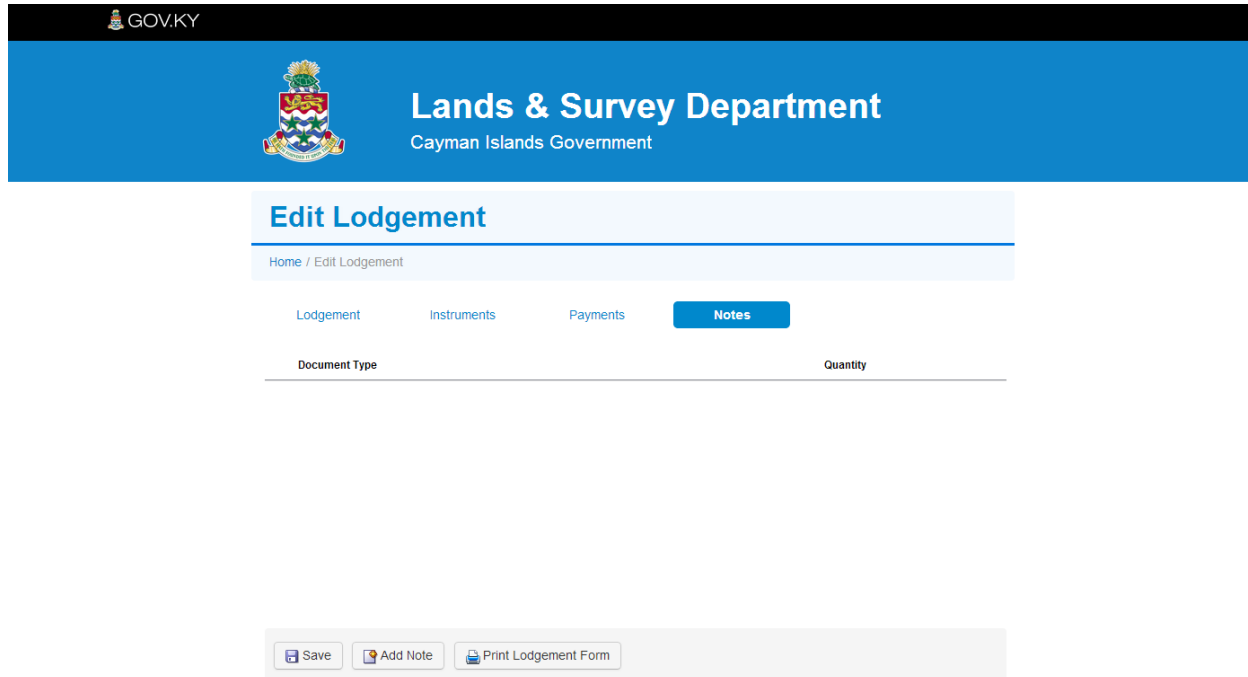 GOV.KY
Lands & Survey Department
Cayman Islands Government
Edit Lodgement
Home / Edit Lodgement
Lodgement Instruments Payments Notes
Document Type Quantity
Save Add Note Print Lodgement Form